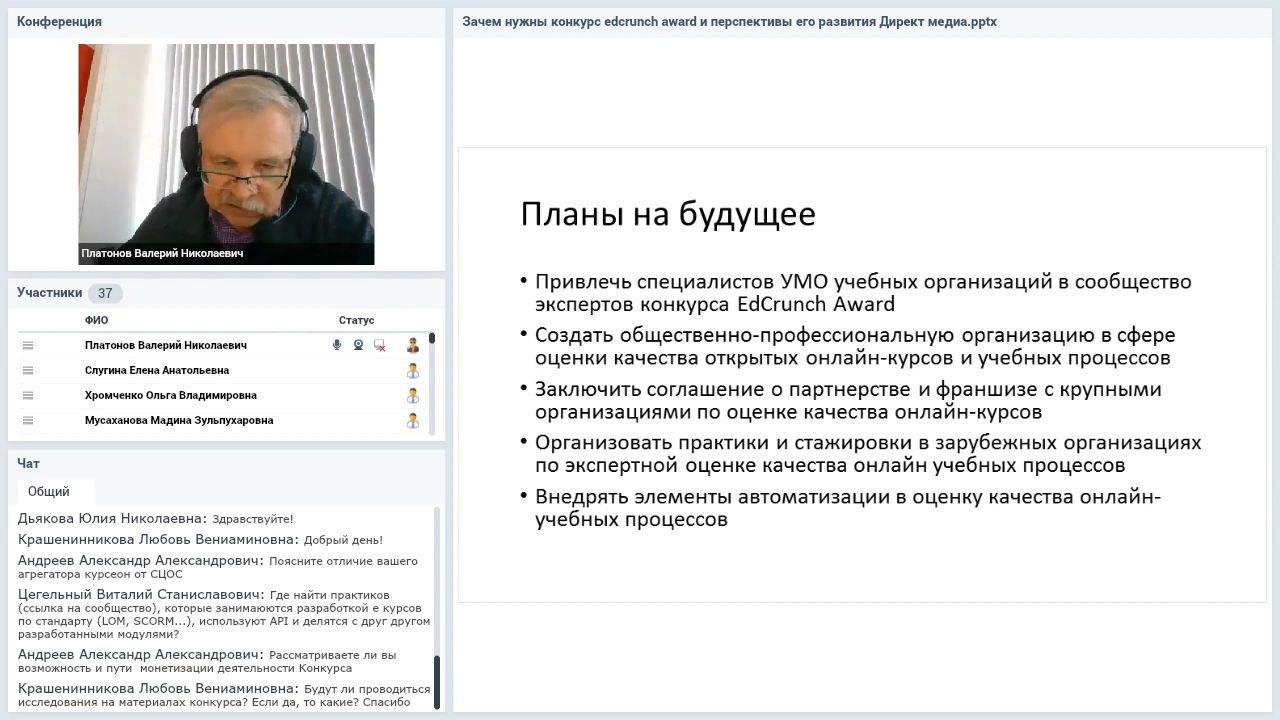 Конференция
Платонов Валерий Николаевич
Участники 37
ФИО Статус
Платонов Валерий Николаевич
Слугина Елена Анатольевна
Хромченко Ольга Владимировна
Мусаханова Мадина Зульпухаровна
Чат
Общий
Дьякова Юлия Николаевна: Здравствуйте!
Крашенинникова Любовь Вениаминовна: Добрый день!
Андреев Александр Александрович: Поясните отличие вашего
агрегатора курсеон от СЦОС
Цегельный Виталий Станиславович: Где найти практиков
(ссылка на сообщество), которые занимаюются разработкой е курсов
по стандарту (LOM, SCORM...), используют API и делятся с друг другом
разработанными модулями?
Андреев Александр Александрович: Рассматриваете ли вы
возможность и пути монетизации деятельности Конкурса
Крашенинникова Любовь Вениаминовна: Будут ли проводиться
исследования на материалах конкурса? Если да, то какие? Спасибо
Зачем нужны конкурс edcrunch award и перспективы его развития Директ медиа.pptx
Планы на будущее
• Привлечь специалистов УМО учебных организаций в сообщество
экспертов конкурса EdCrunch Award
• Создать общественно-профессиональную организацию в сфере
оценки качества открытых онлайн-курсов и учебных процессов
• Заключить соглашение о партнерстве и франшизе с крупными
организациями по оценке качества онлайн-курсов
• Организовать практики и стажировки в зарубежных организациях
по экспертной оценке качества онлайн учебных процессов
• Внедрять элементы автоматизации в оценку качества онлайн-
учебных процессов